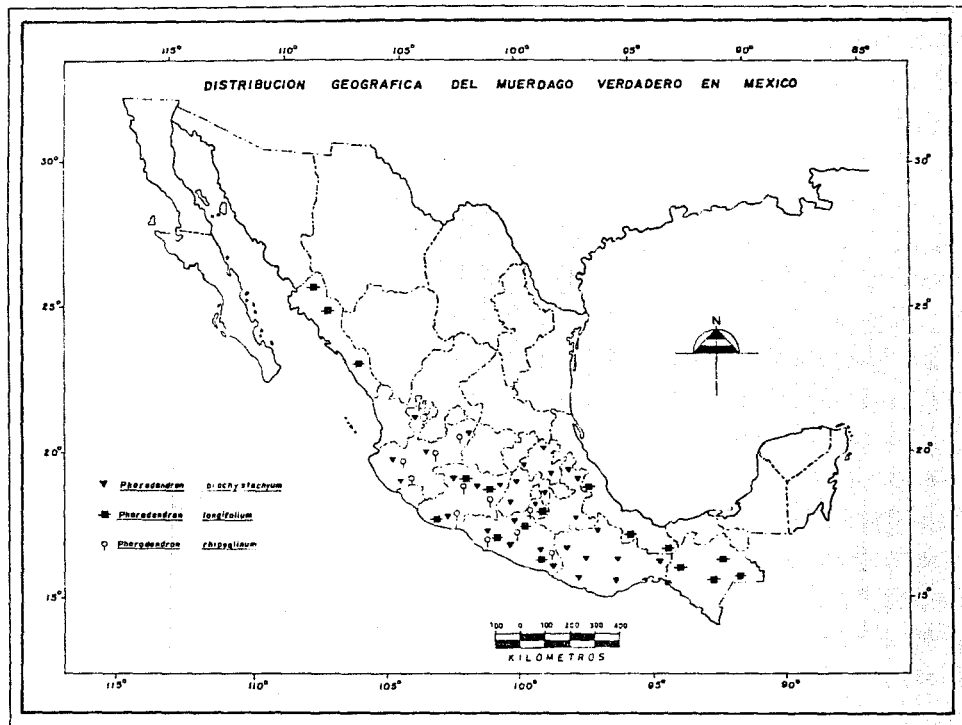 115° 110° 105° 100° 95° 90° 85°
DISTRIBUCION GEOGRAFICA DEL MUERDAGO VERDADERO EN MEXICO
30° 30°
25° 25°
N
20° 20°
Phoradendron brachystachyum
Phoradendron longifolium
Phoradendron rhipsalinum
15° 15°
100 0 100 200 300 400
KILOMETROS
115° 110° 105° 100° 95° 90°